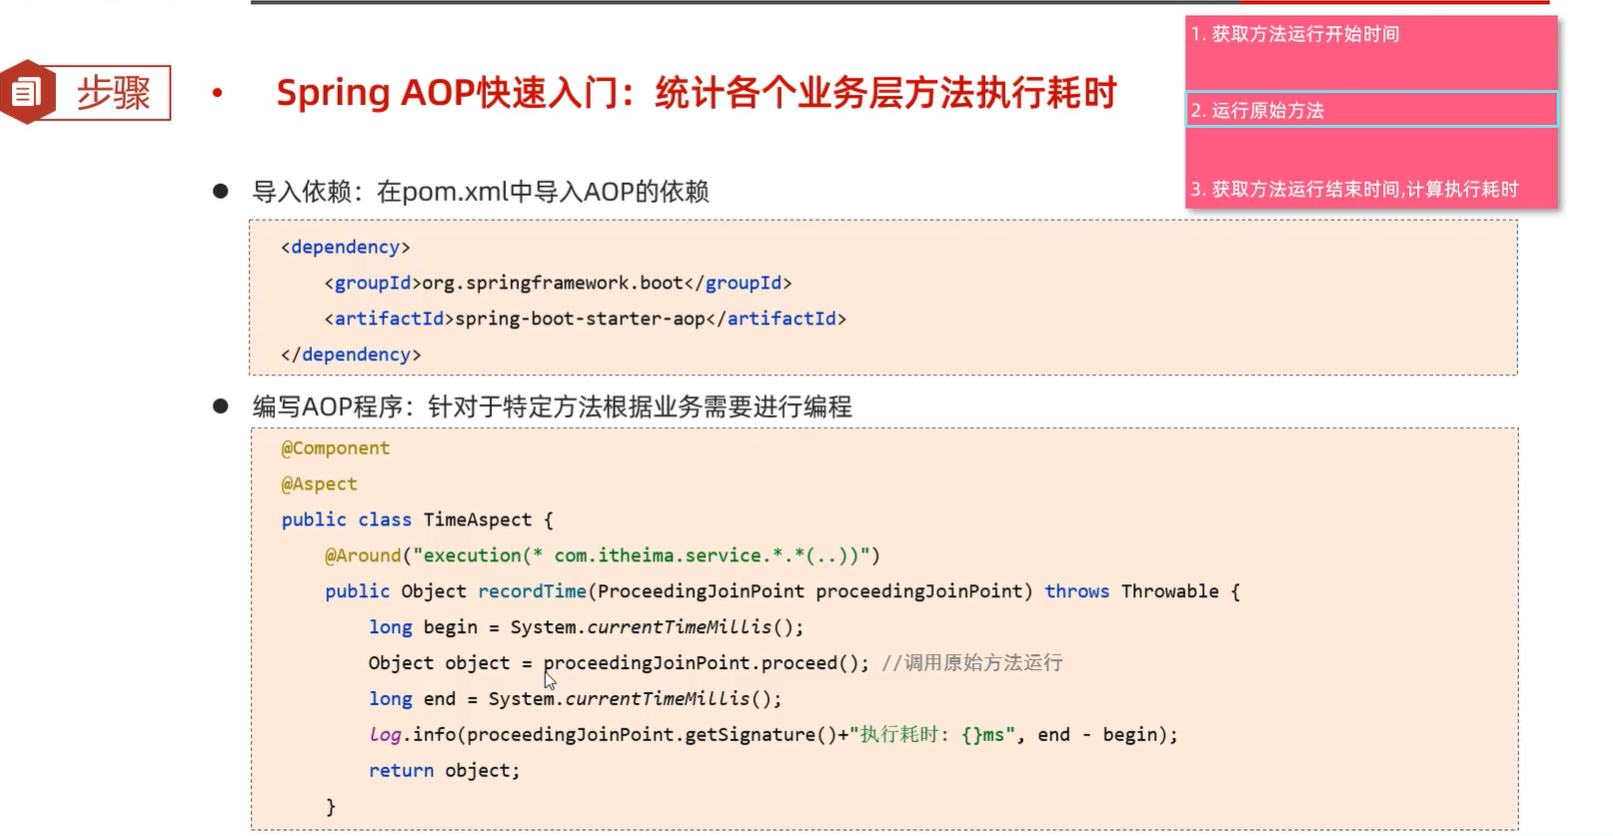 步骤
• Spring AOP快速入门：统计各个业务层方法执行耗时
1. 获取方法运行开始时间
2. 运行原始方法
3. 获取方法运行结束时间,计算执行耗时
● 导入依赖：在pom.xml中导入AOP的依赖
<dependency>
    <groupId>org.springframework.boot</groupId>
    <artifactId>spring-boot-starter-aop</artifactId>
</dependency>
● 编写AOP程序：针对于特定方法根据业务需要进行编程
@Component
@Aspect
public class TimeAspect {
    @Around("execution(* com.itheima.service.*.*(..))")
    public Object recordTime(ProceedingJoinPoint proceedingJoinPoint) throws Throwable {
        long begin = System.currentTimeMillis();
        Object object = proceedingJoinPoint.proceed(); //调用原始方法运行
        long end = System.currentTimeMillis();
        log.info(proceedingJoinPoint.getSignature()+"执行耗时: {}ms", end - begin);
        return object;
    }